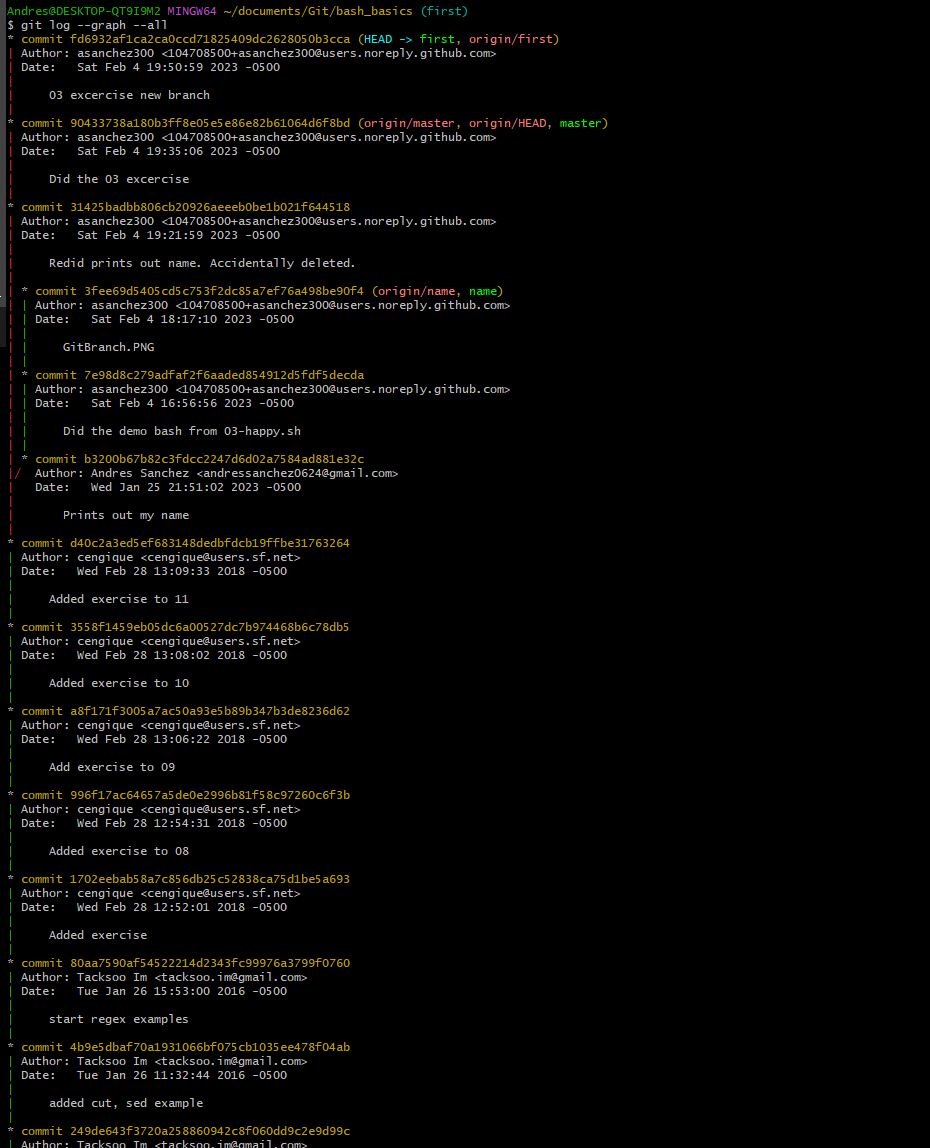 Andres@DESKTOP-QT9I9M2 MINGW64 ~/documents/Git/bash_basics (first)
$ git log --graph --all
* commit fd6932af1ca2ca0ccd71825409dc2628050b3cca (HEAD -> first, origin/first)
| Author: asanchez300 <104708500+asanchez300@users.noreply.github.com>
| Date:   Sat Feb 4 19:50:59 2023 -0500
|
|     03 excercise new branch
|
* commit 90433738a180b3ff8e05e5e86e82b61064d6f8bd (origin/master, origin/HEAD, master)
| Author: asanchez300 <104708500+asanchez300@users.noreply.github.com>
| Date:   Sat Feb 4 19:35:06 2023 -0500
|
|     Did the 03 excercise
|
* commit 31425badbb806cb20926aeeeb0be1b021f644518
| Author: asanchez300 <104708500+asanchez300@users.noreply.github.com>
| Date:   Sat Feb 4 19:21:59 2023 -0500
|
|     Redid prints out name. Accidentally deleted.
|
| * commit 3fee69d5405cd5c753f2dc85a7ef76a498be90f4 (origin/name, name)
| | Author: asanchez300 <104708500+asanchez300@users.noreply.github.com>
| | Date:   Sat Feb 4 18:17:10 2023 -0500
| |
| |     GitBranch.PNG
| |
| * commit 7e98d8c279adfaf2f6aaded854912d5fdf5decda
| | Author: asanchez300 <104708500+asanchez300@users.noreply.github.com>
| | Date:   Sat Feb 4 16:56:56 2023 -0500
| |
| |     Did the demo bash from 03-happy.sh
| |
| * commit b3200b67b82c3fdcc2247d6d02a7584ad881e32c
|/  Author: Andres Sanchez <andressanchez0624@gmail.com>
|   Date:   Wed Jan 25 21:51:02 2023 -0500
|
|       Prints out my name
|
* commit d40c2a3ed5ef683148dedbfdcb19ffbe31763264
| Author: cengique <cengique@users.sf.net>
| Date:   Wed Feb 28 13:09:33 2018 -0500
|
|     Added exercise to 11
|
* commit 3558f1459eb05dc6a00527dc7b974468b6c78db5
| Author: cengique <cengique@users.sf.net>
| Date:   Wed Feb 28 13:08:02 2018 -0500
|
|     Added exercise to 10
|
* commit a8f171f3005a7ac50a93e5b89b347b3de8236d62
| Author: cengique <cengique@users.sf.net>
| Date:   Wed Feb 28 13:06:22 2018 -0500
|
|     Add exercise to 09
|
* commit 996f17ac64657a5de0e2996b81f58c97260c6f3b
| Author: cengique <cengique@users.sf.net>
| Date:   Wed Feb 28 12:54:31 2018 -0500
|
|     Added exercise to 08
|
* commit 1702eebab58a7c856db25c52838ca75d1be5a693
| Author: cengique <cengique@users.sf.net>
| Date:   Wed Feb 28 12:52:01 2018 -0500
|
|     Added exercise
|
* commit 80aa7590af54522214d2343fc99976a3799f0760
| Author: Tacksoo Im <tacksoo.im@gmail.com>
| Date:   Tue Jan 26 15:53:00 2016 -0500
|
|     start regex examples
|
* commit 4b9e5dbaf70a1931066bf075cb1035ee478f04ab
| Author: Tacksoo Im <tacksoo.im@gmail.com>
| Date:   Tue Jan 26 11:32:44 2016 -0500
|
|     added cut, sed example
|
* commit 249de643f3720a258860942c8f060dd9c2e9d99c
| Author: Tacksoo Im <tacksoo.im@gmail.com>